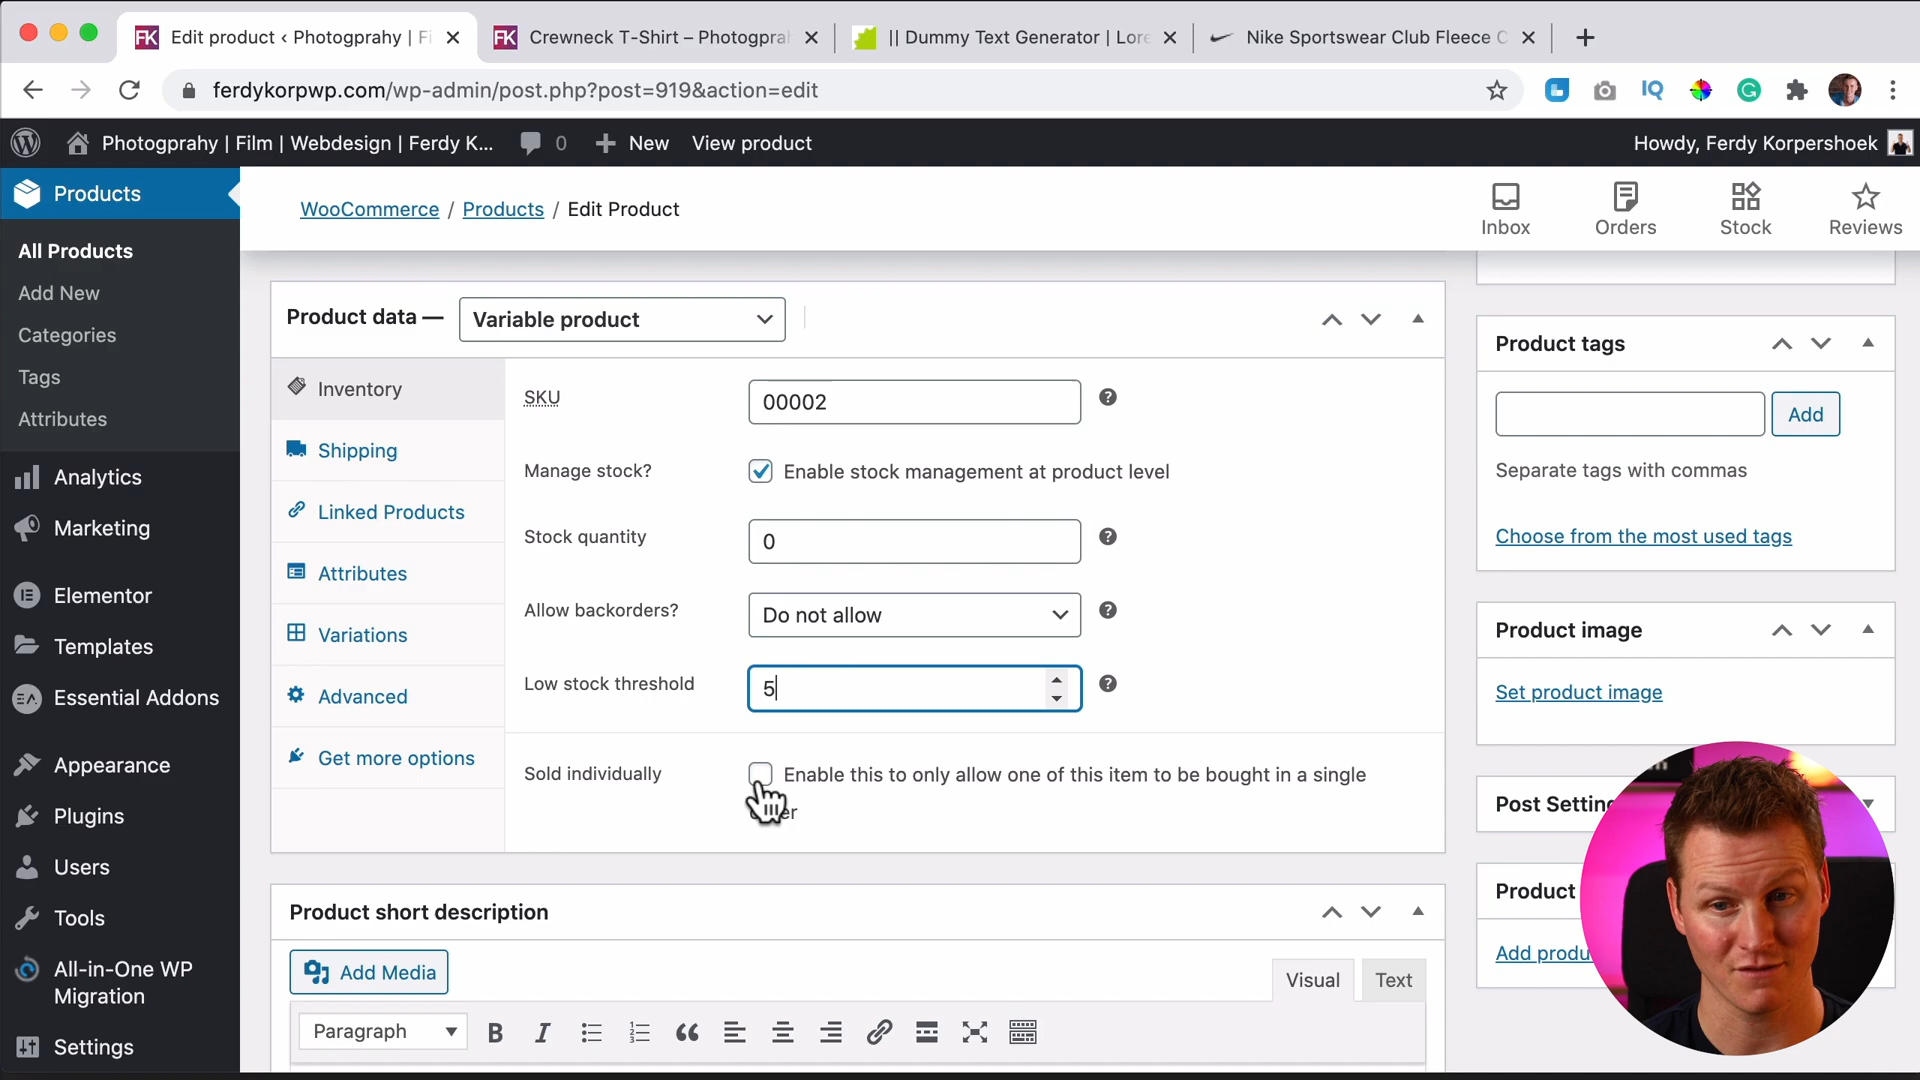 Edit product ‹ Photogprahy | Fi
Crewneck T-Shirt – Photogprah
|| Dummy Text Generator | Lore
Nike Sportswear Club Fleece C
ferdykorpwp.com/wp-admin/post.php?post=919&action=edit
Photogprahy | Film | Webdesign | Ferdy K...
0
New
View product
Howdy, Ferdy Korpershoek
Products
All Products
Add New
Categories
Tags
Attributes
Analytics
Marketing
Elementor
Templates
Essential Addons
Appearance
Plugins
Users
Tools
All-in-One WP
Migration
Settings
WooCommerce / Products / Edit Product
Inbox
Orders
Stock
Reviews
Product data —
Variable product
Inventory
Shipping
Linked Products
Attributes
Variations
Advanced
Get more options
SKU
00002
Manage stock?
Enable stock management at product level
Stock quantity
0
Allow backorders?
Do not allow
Low stock threshold
5
Sold individually
Enable this to only allow one of this item to be bought in a single
Product short description
Add Media
Visual
Text
Paragraph
Product tags
Add
Separate tags with commas
Choose from the most used tags
Product image
Set product image
Post Settin
Product
Add produ